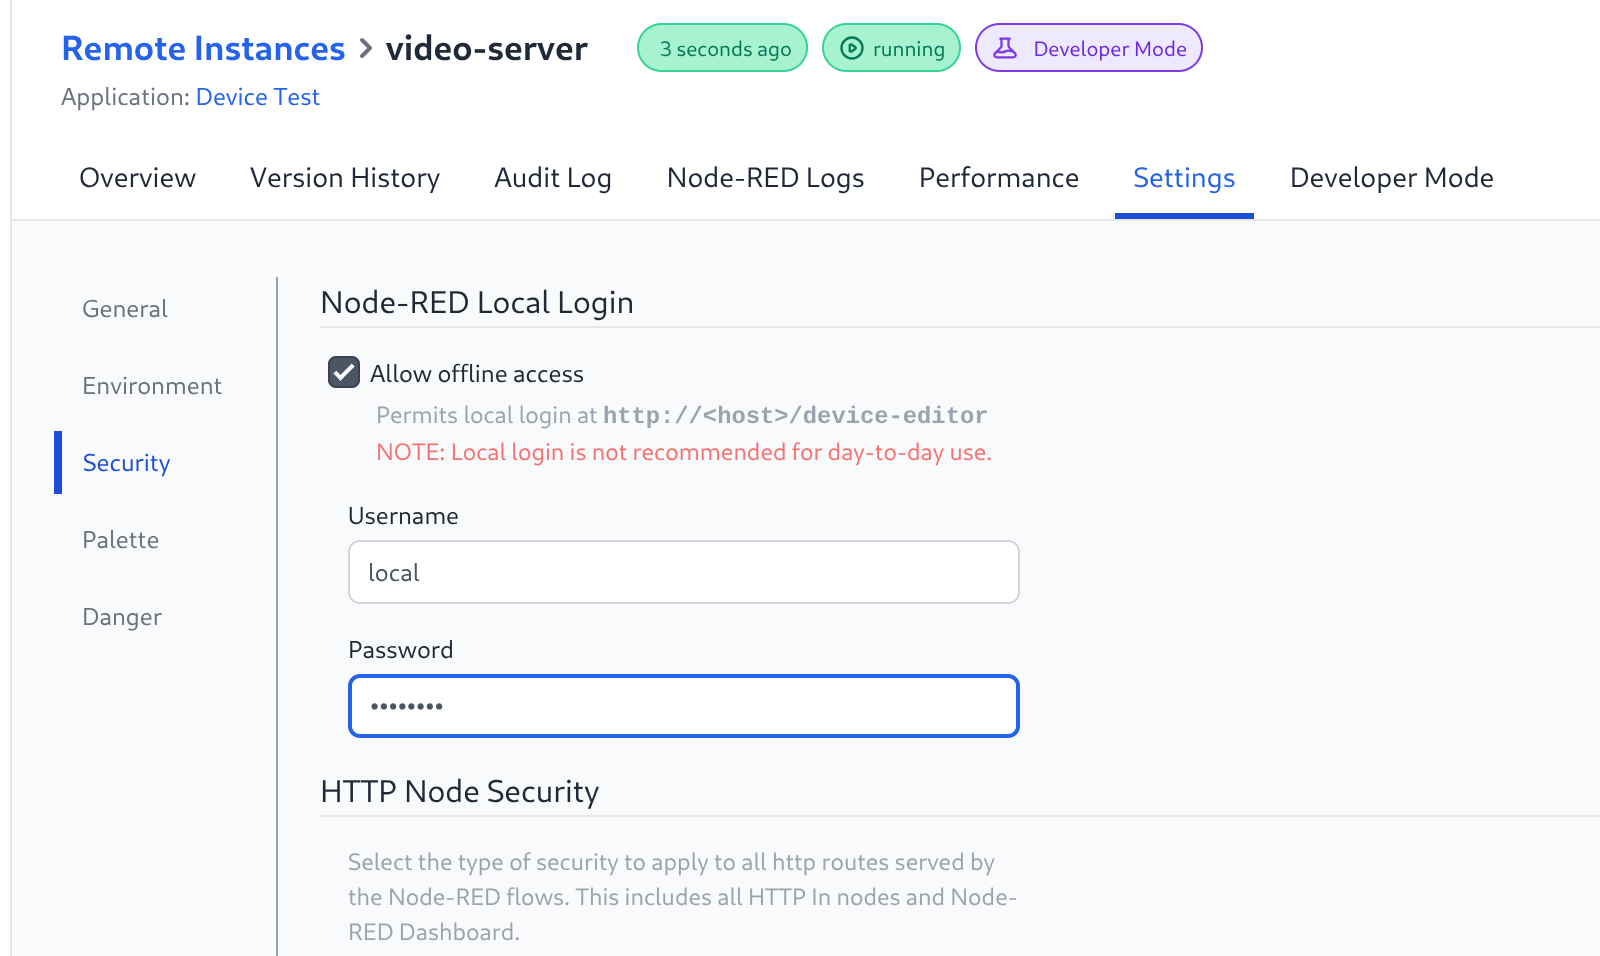 Remote Instances > video-server 3 seconds ago running Developer Mode
Application: Device Test
Overview Version History Audit Log Node-RED Logs Performance Settings Developer Mode
General
Environment
Security
Palette
Danger
Node-RED Local Login
Allow offline access
Permits local login at http://<host>/device-editor
NOTE: Local login is not recommended for day-to-day use.
Username
local
Password
••••••••
HTTP Node Security
Select the type of security to apply to all http routes served by
the Node-RED flows. This includes all HTTP In nodes and Node-
RED Dashboard.